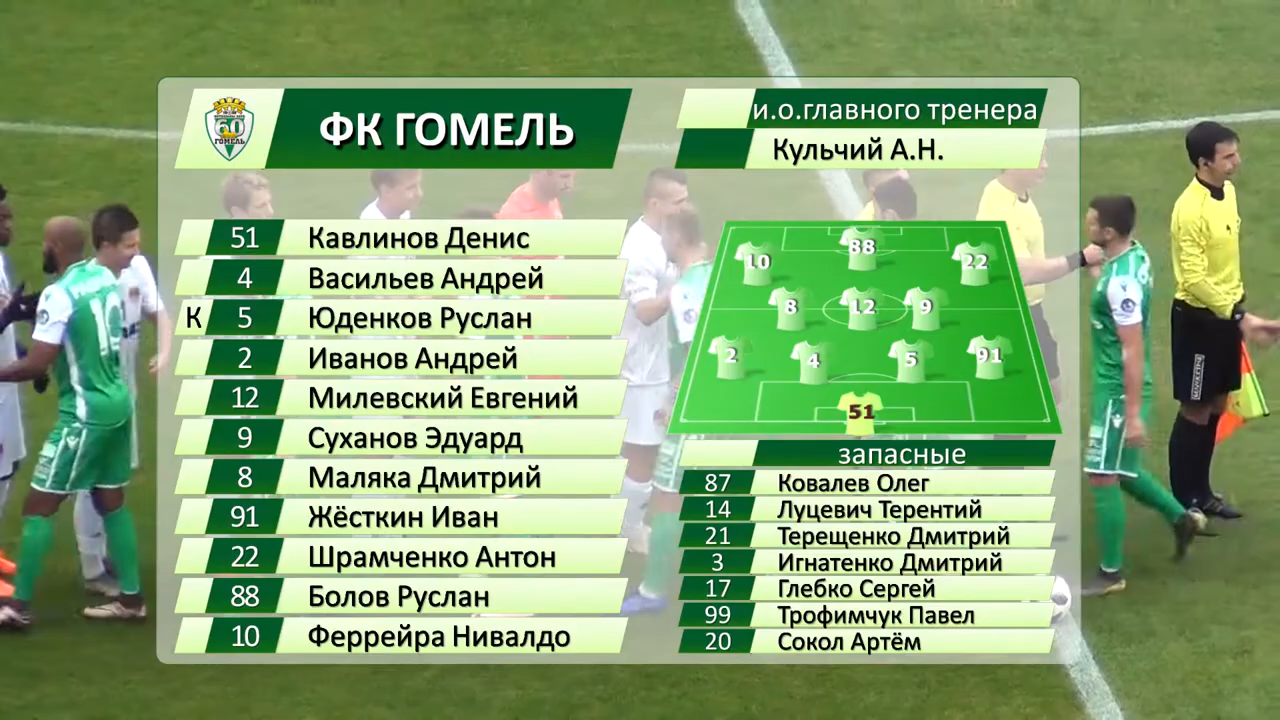 ФК ГОМЕЛЬ
60
ГОМЕЛЬ
и.о.главного тренера
Кульчий А.Н.
51 Кавлинов Денис
4 Васильев Андрей
К 5 Юденков Руслан
2 Иванов Андрей
12 Милевский Евгений
9 Суханов Эдуард
8 Маляка Дмитрий
91 Жёсткин Иван
22 Шрамченко Антон
88 Болов Руслан
10 Феррейра Нивалдо
10 88 22
8 12 9
2 4 5 91
51
запасные
87 Ковалев Олег
14 Луцевич Терентий
21 Терещенко Дмитрий
3 Игнатенко Дмитрий
17 Глебко Сергей
99 Трофимчук Павел
20 Сокол Артём
10